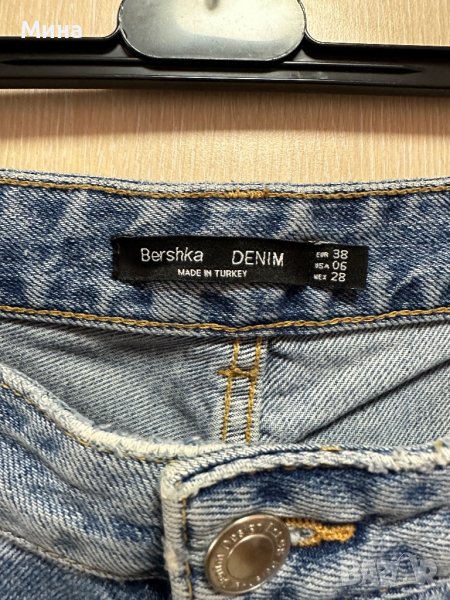 Мина
Bershka DENIM
MADE IN TURKEY
EUR 38
USA 06
MEX 28